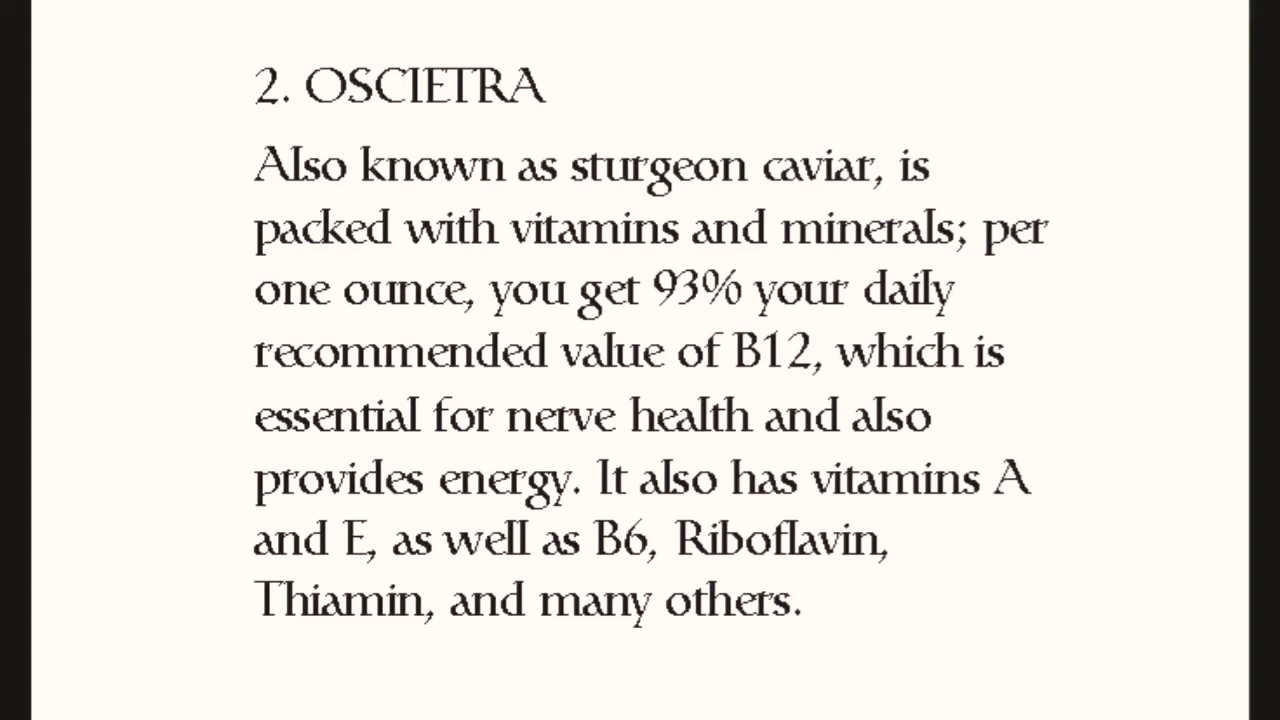 2. OSCIETRA
Also known as sturgeon caviar, is
packed with vitamins and minerals; per
one ounce, you get 93% your daily
recommended value of B12, which is
essential for nerve health and also
provides energy. It also has vitamins A
and E, as well as B6, Riboflavin,
Thiamin, and many others.